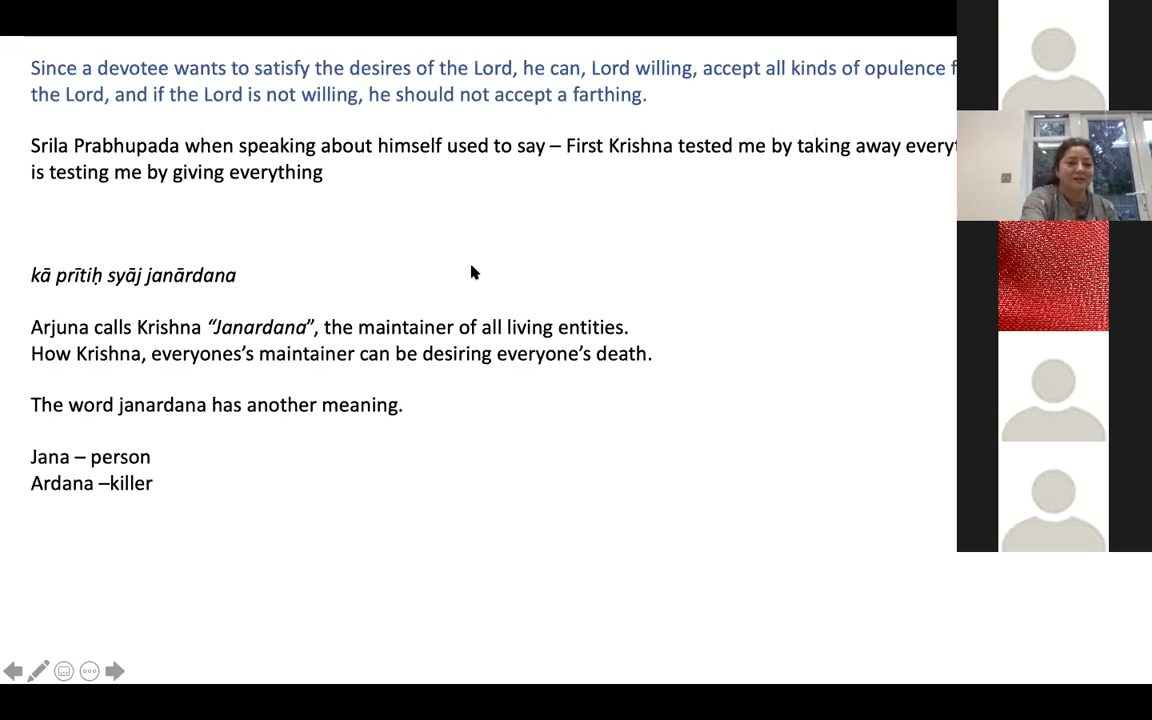 Since a devotee wants to satisfy the desires of the Lord, he can, Lord willing, accept all kinds of opulence
the Lord, and if the Lord is not willing, he should not accept a farthing.
Srila Prabhupada when speaking about himself used to say – First Krishna tested me by taking away
is testing me by giving everything
kā prītiḥ syāj janārdana
Arjuna calls Krishna “Janardana”, the maintainer of all living entities.
How Krishna, everyones’s maintainer can be desiring everyone’s death.
The word janardana has another meaning.
Jana – person
Ardana –killer